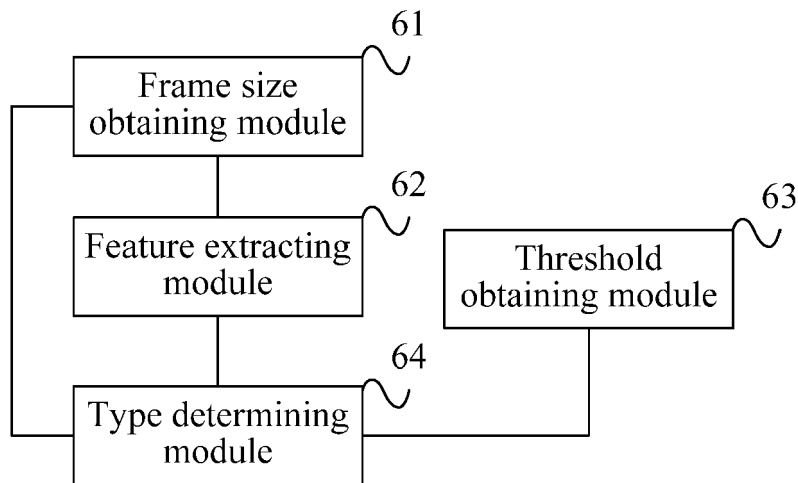 61
Frame size
obtaining module
62
Feature extracting
module
63
Threshold
obtaining module
64
Type determining
module